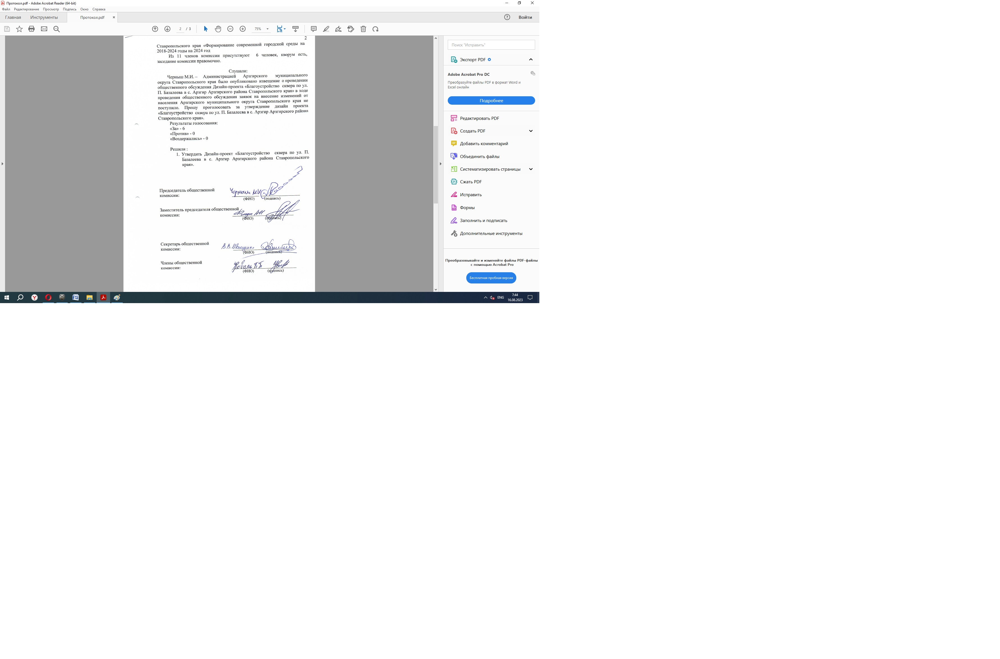 Протокол.pdf - Adobe Acrobat Reader (64-bit)
Файл Редактирование Просмотр Подпись Окно Справка
Главная Инструменты Протокол.pdf × ? Войти
2 / 3 75%
2
Ставропольского края «Формирование современной городской среды на
2018-2024 годы на 2024 год
Из 11 членов комиссии присутствуют 6 человек, кворум есть,
заседание комиссии правомочно.
Слушали:
Черныш М.И. – Администрацией Арзгирского муниципального
округа Ставропольского края было опубликовано извещение о проведении
общественного обсуждения Дизайн-проекта «Благоустройство сквера по ул.
П. Базалеева в с. Арзгир Арзгирского района Ставропольского края» в ходе
проведения общественного обсуждения заявок на внесение изменений от
населения Арзгирского муниципального округа Ставропольского края не
поступило. Прошу проголосовать за утверждение дизайн проекта
«Благоустройство сквера по ул. П. Базалеева в с. Арзгир Арзгирского района
Ставропольского края».
Результаты голосования:
«За» - 6
«Против» - 0
«Воздержались» - 0
Решили :
1. Утвердить Дизайн-проект «Благоустройство сквера по ул. П.
Базалеева в с. Арзгир Арзгирского района Ставропольского
края».
Председатель общественной
комиссии:
(ФИО) (подпись)
Заместитель председателя общественной
комиссии:
(ФИО) (подпись)
Секретарь общественной
комиссии: В.В. Иващенко
(ФИО) (подпись)
Члены общественной
комиссии:
(ФИО) (подпись)
Поиск "Исправить"
Экспорт PDF
Adobe Acrobat Pro DC
Преобразуйте файлы PDF в формат Word и
Excel онлайн
Подробнее
Редактировать PDF
Создать PDF
Добавить комментарий
Объединить файлы
Систематизировать страницы
Сжать PDF
Исправить
Формы
Заполнить и подписать
Дополнительные инструменты
Преобразовывайте и изменяйте файлы PDF-файлы
с помощью Acrobat Pro
Бесплатная пробная версия
ENG 7:44
16.08.2023